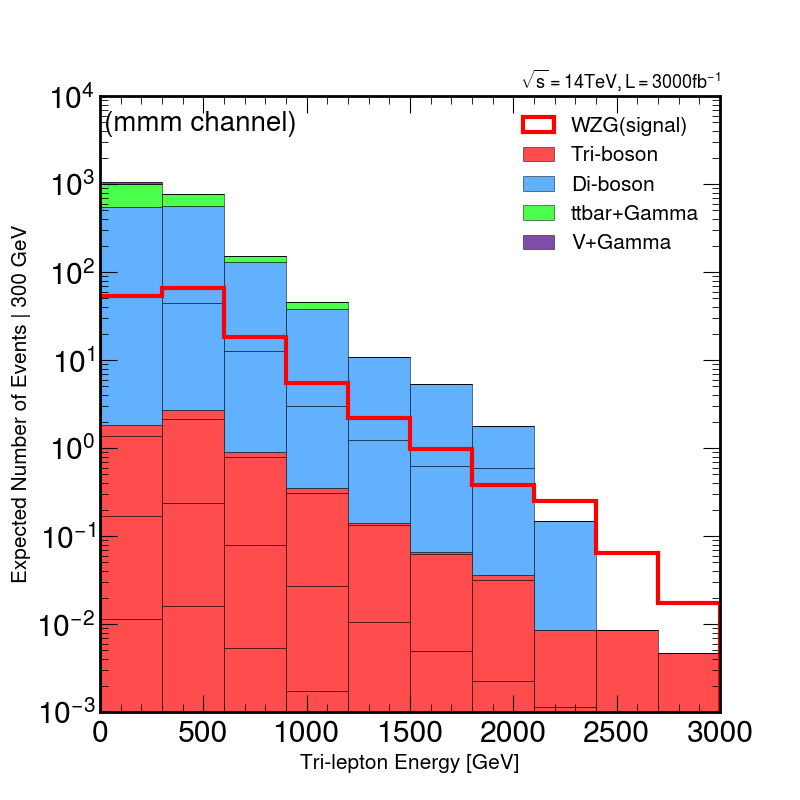 √s = 14TeV, L = 3000fb⁻¹
(mmm channel)
WZG(signal)
Tri-boson
Di-boson
ttbar+Gamma
V+Gamma
Expected Number of Events | 300 GeV
10⁴
10³
10²
10¹
10⁰
10⁻¹
10⁻²
10⁻³
0 500 1000 1500 2000 2500 3000
Tri-lepton Energy [GeV]